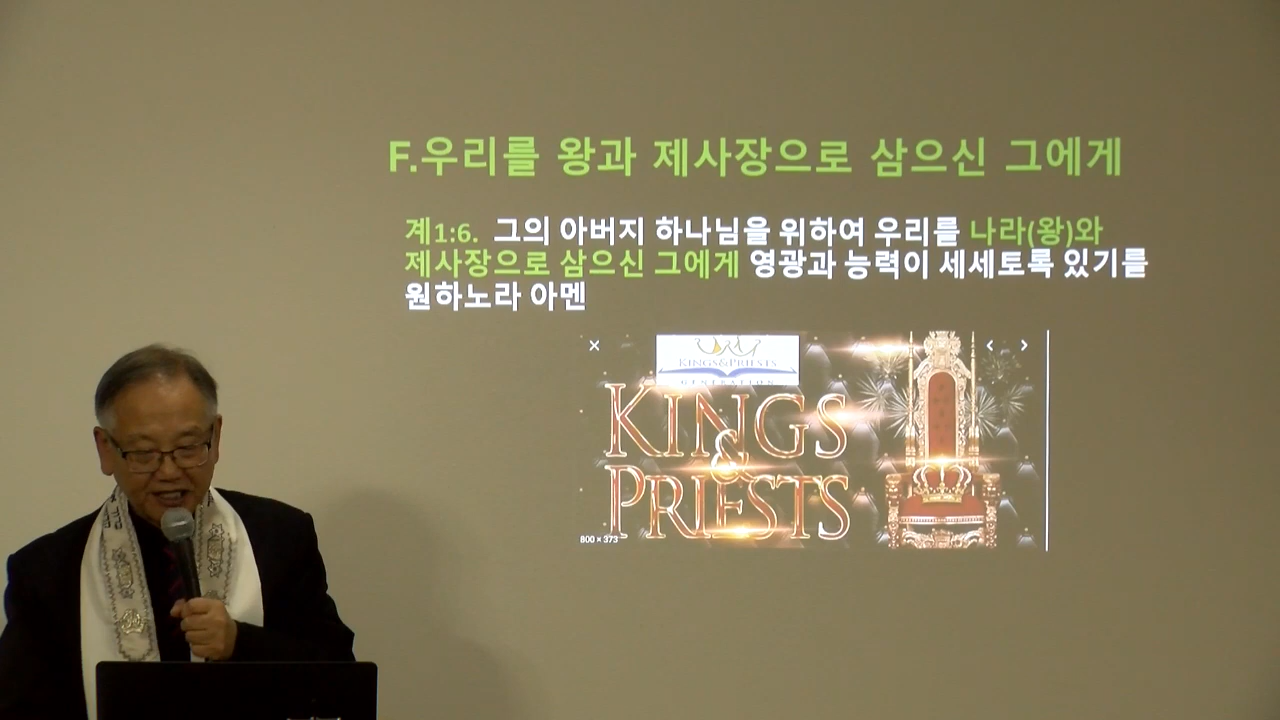 F.우리를 왕과 제사장으로 삼으신 그에게
계1:6. 그의 아버지 하나님을 위하여 우리를 나라(왕)와
제사장으로 삼으신 그에게 영광과 능력이 세세토록 있기를
원하노라 아멘
KINGS&PRIESTS
GENERATION
KINGS
&
PRIESTS
800 × 373